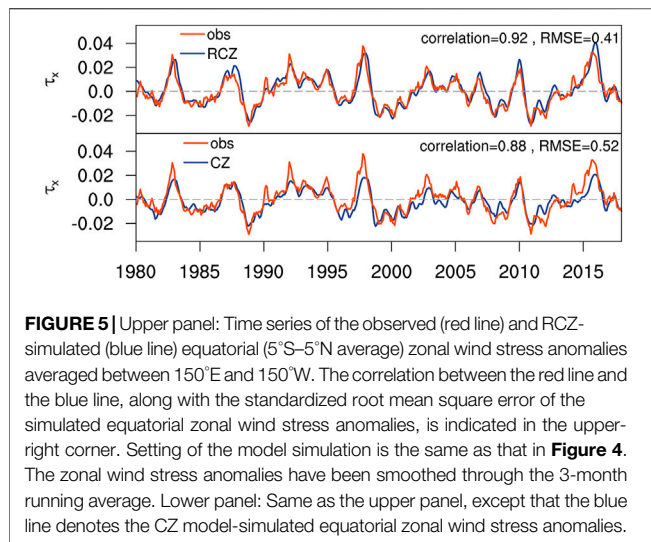 obs
RCZ
correlation=0.92 , RMSE=0.41
0.04
0.02
0.0
-0.02
τx
obs
CZ
correlation=0.88 , RMSE=0.52
0.04
0.02
0.0
-0.02
τx
1980 1985 1990 1995 2000 2005 2010 2015
FIGURE 5 | Upper panel: Time series of the observed (red line) and RCZ-
simulated (blue line) equatorial (5°S–5°N average) zonal wind stress anomalies
averaged between 150°E and 150°W. The correlation between the red line and
the blue line, along with the standardized root mean square error of the
simulated equatorial zonal wind stress anomalies, is indicated in the upper-
right corner. Setting of the model simulation is the same as that in Figure 4.
The zonal wind stress anomalies have been smoothed through the 3-month
running average. Lower panel: Same as the upper panel, except that the blue
line denotes the CZ model-simulated equatorial zonal wind stress anomalies.